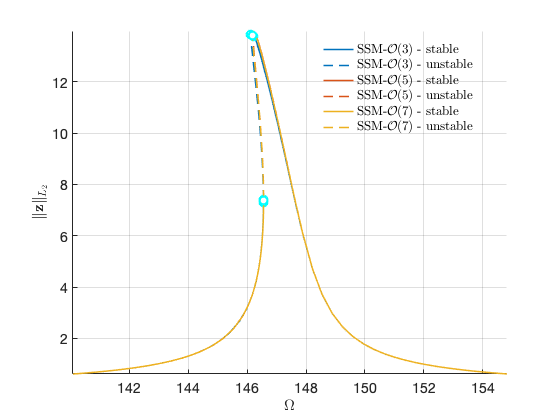 SSM-𝒪(3) - stable
SSM-𝒪(3) - unstable
SSM-𝒪(5) - stable
SSM-𝒪(5) - unstable
SSM-𝒪(7) - stable
SSM-𝒪(7) - unstable
12
10
8
6
4
2
||z||_{L_2}
142 144 146 148 150 152 154
Ω